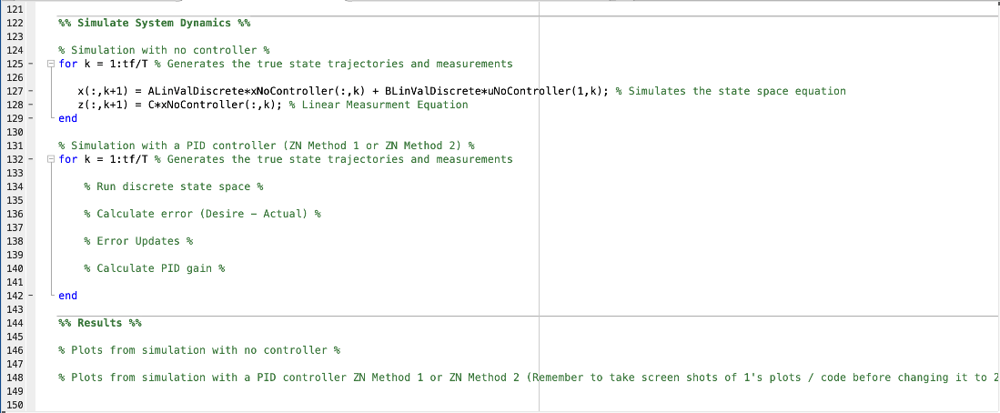 121
122 %% Simulate System Dynamics %%
123
124 % Simulation with no controller %
125 - for k = 1:tf/T % Generates the true state trajectories and measurements
126
127 - x(:,k+1) = ALinValDiscrete*xNoController(:,k) + BLinValDiscrete*uNoController(1,k); % Simulates the state space equation
128 - z(:,k+1) = C*xNoController(:,k); % Linear Measurment Equation
129 - end
130
131 % Simulation with a PID controller (ZN Method 1 or ZN Method 2) %
132 - for k = 1:tf/T % Generates the true state trajectories and measurements
133
134 % Run discrete state space %
135
136 % Calculate error (Desire - Actual) %
137
138 % Error Updates %
139
140 % Calculate PID gain %
141
142 - end
143
144 %% Results %%
145
146 % Plots from simulation with no controller %
147
148 % Plots from simulation with a PID controller ZN Method 1 or ZN Method 2 (Remember to take screen shots of 1's plots / code before changing it to 2
149
150